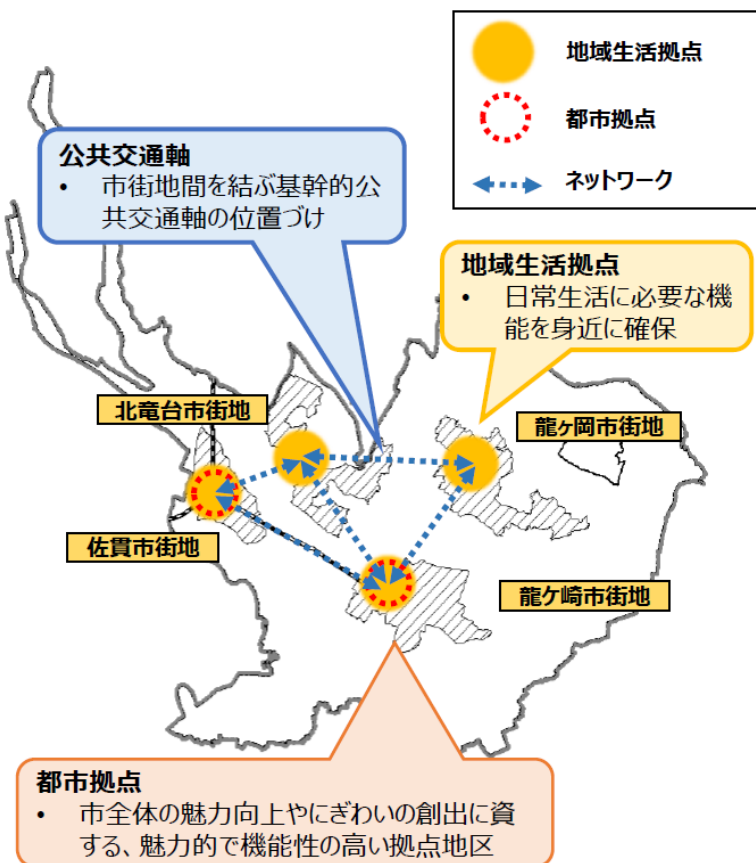 地域生活拠点
都市拠点
ネットワーク
公共交通軸
• 市街地間を結ぶ基幹的公
共交通軸の位置づけ
地域生活拠点
• 日常生活に必要な機
能を身近に確保
北竜台市街地
龍ヶ岡市街地
佐貫市街地
龍ケ崎市街地
都市拠点
• 市全体の魅力向上やにぎわいの創出に資
する、魅力的で機能性の高い拠点地区